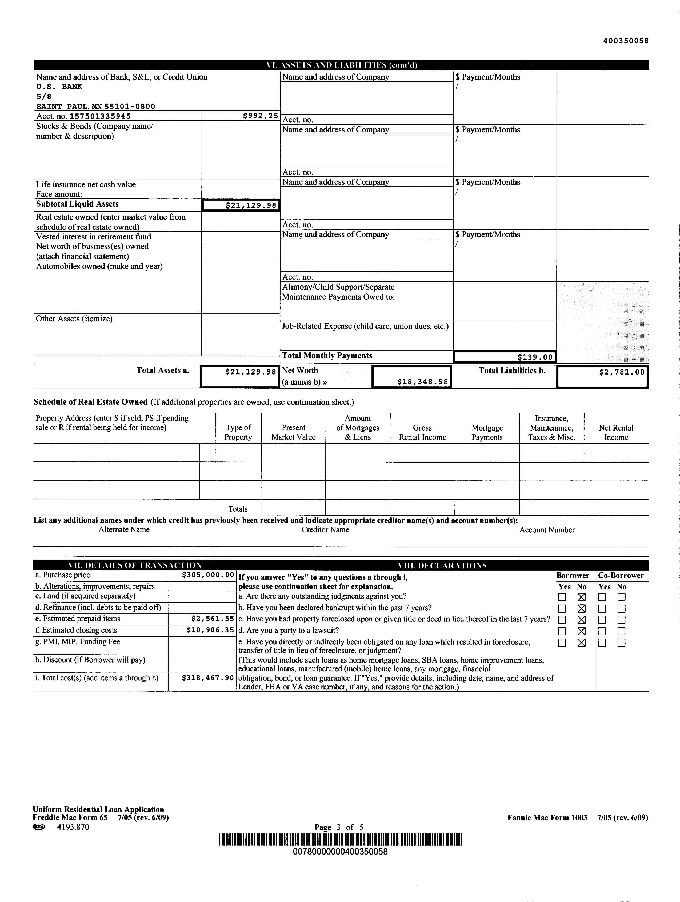 400350058
VI. ASSETS AND LIABILITIES (cont'd)
Name and address of Bank, S&L, or Credit Union
U.S. BANK
5/8
SAINT PAUL, MN 55101-0800
Acct. no. 157501335945 $992.25
Name and address of Company $ Payment/Months
/
Acct. no.
Stocks & Bonds (Company name/
number & description)
Name and address of Company $ Payment/Months
/
Acct. no.
Life insurance net cash value
Face amount:
Subtotal Liquid Assets $21,129.98
Name and address of Company $ Payment/Months
/
Acct. no.
Real estate owned (enter market value from
schedule of real estate owned)
Vested interest in retirement fund
Net worth of business(es) owned
(attach financial statement)
Automobiles owned (make and year)
Name and address of Company $ Payment/Months
/
Acct. no.
Alimony/Child Support/Separate
Maintenance Payments Owed to:
Other Assets (itemize)
Job-Related Expense (child care, union dues, etc.)
Total Monthly Payments $139.00
Total Assets a. $21,129.98 Net Worth
(a minus b) » $18,348.58 Total Liabilities b. $2,781.00
Schedule of Real Estate Owned (If additional properties are owned, use continuation sheet.)
Property Address (enter S if sold, PS if pending
sale or R if rental being held for income)
Type of
Property
Present
Market Value
Amount
of Mortgages
& Liens
Gross
Rental Income
Mortgage
Payments
Insurance,
Maintenance,
Taxes & Misc.
Net Rental
Income
Totals
List any additional names under which credit has previously been received and indicate appropriate creditor name(s) and account number(s):
Alternate Name Creditor Name Account Number
VII. DETAILS OF TRANSACTION
a. Purchase price $305,000.00
b. Alterations, improvements, repairs
c. Land (if acquired separately)
d. Refinance (incl. debts to be paid off)
e. Estimated prepaid items $2,561.55
f. Estimated closing costs $10,906.35
g. PMI, MIP, Funding Fee
h. Discount (if Borrower will pay)
i. Total cost(s) (add items a through h) $318,467.90
VIII. DECLARATIONS
If you answer "Yes" to any questions a through i,
please use continuation sheet for explanation.
Borrower Co-Borrower
Yes No Yes No
a. Are there any outstanding judgments against you?
b. Have you been declared bankrupt within the past 7 years?
c. Have you had property foreclosed upon or given title or deed in lieu thereof in the last 7 years?
d. Are you a party to a lawsuit?
e. Have you directly or indirectly been obligated on any loan which resulted in foreclosure,
transfer of title in lieu of foreclosure, or judgment?
(This would include such loans as home mortgage loans, SBA loans, home improvement loans,
educational loans, manufactured (mobile) home loans, any mortgage, financial
obligation, bond, or loan guarantee. If "Yes," provide details, including date, name, and address of
Lender, FHA or VA case number, if any, and reasons for the action.)
Uniform Residential Loan Application
Freddie Mac Form 65 7/05 (rev. 6/09)
4193.870
Page 3 of 5
Fannie Mae Form 1003 7/05 (rev. 6/09)
00780000000400350058